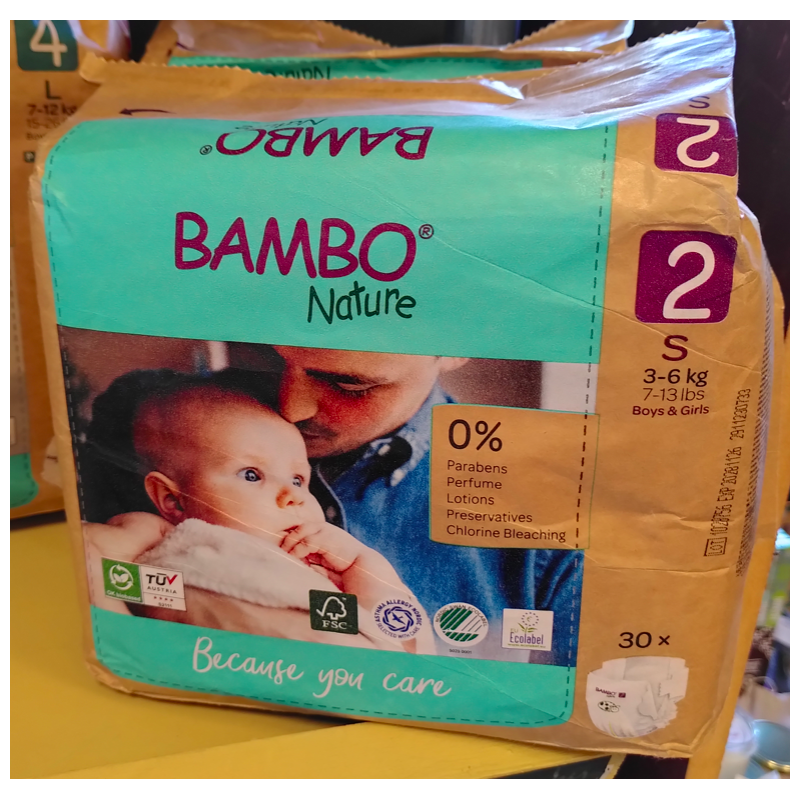 4
L
7-12 kg
BAMBO®
BAMBO®
Nature
2
2
S
3-6 kg
7-13 lbs
Boys & Girls
0%
Parabens
Perfume
Lotions
Preservatives
Chlorine Bleaching
TÜV
AUSTRIA
FSC
Ecolabel
Because you care
30 x